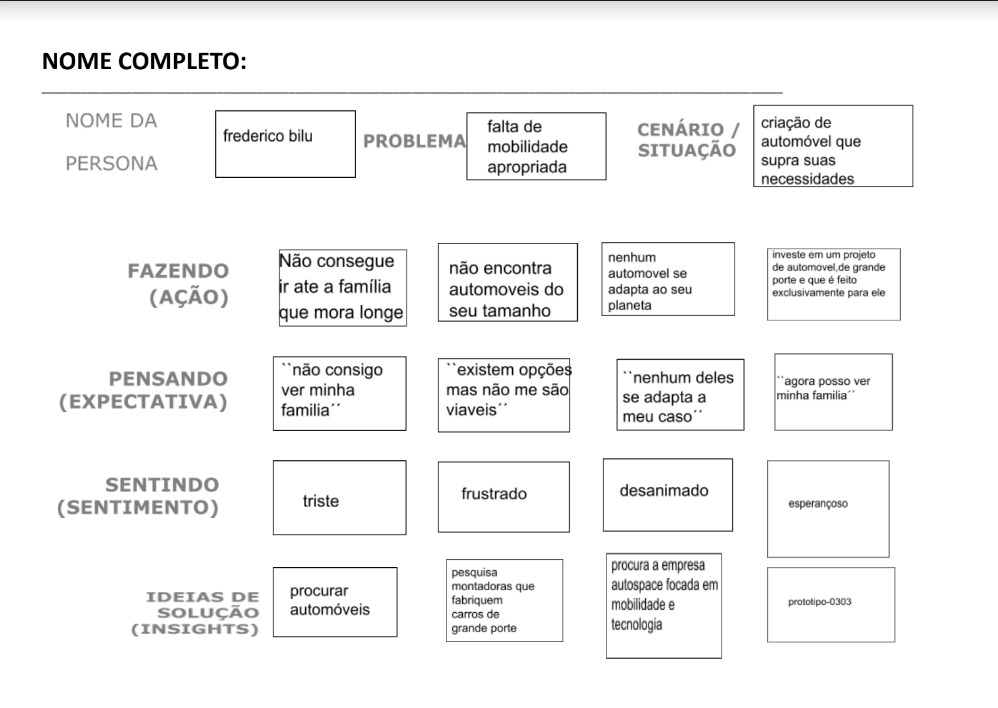 NOME COMPLETO:
NOME DA
PERSONA
frederico bilu
PROBLEMA
falta de
mobilidade
apropriada
CENÁRIO /
SITUAÇÃO
criação de
automóvel que
supra suas
necessidades
FAZENDO
(AÇÃO)
Não consegue
ir ate a família
que mora longe
não encontra
automoveis do
seu tamanho
nenhum
automovel se
adapta ao seu
planeta
investe em um projeto
de automovel,de grande
porte e que é feito
exclusivamente para ele
PENSANDO
(EXPECTATIVA)
``não consigo
ver minha
familia´´
``existem opções
mas não me são
viaveis´´
``nenhum deles
se adapta a
meu caso´´
``agora posso ver
minha familia´´
SENTINDO
(SENTIMENTO)
triste
frustrado
desanimado
esperançoso
IDEIAS DE
SOLUÇÃO
(INSIGHTS)
procurar
automóveis
pesquisa
montadoras que
fabriquem
carros de
grande porte
procura a empresa
autospace focada em
mobilidade e
tecnologia
prototipo-0303